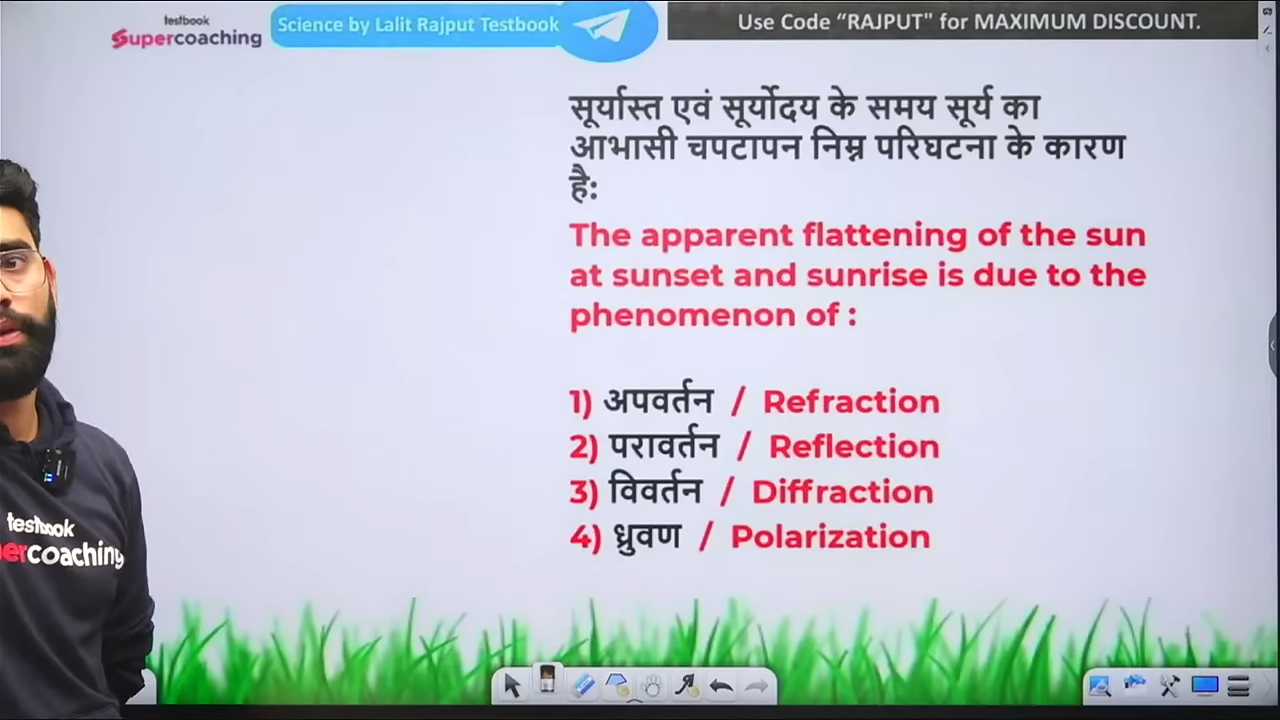 testbook
Supercoaching
Science by Lalit Rajput Testbook
Use Code “RAJPUT" for MAXIMUM DISCOUNT.
सूर्यास्त एवं सूर्योदय के समय सूर्य का
आभासी चपटापन निम्न परिघटना के कारण
है:
The apparent flattening of the sun
at sunset and sunrise is due to the
phenomenon of :
1) अपवर्तन / Refraction
2) परावर्तन / Reflection
3) विवर्तन / Diffraction
4) ध्रुवण / Polarization
testbook
ercoaching